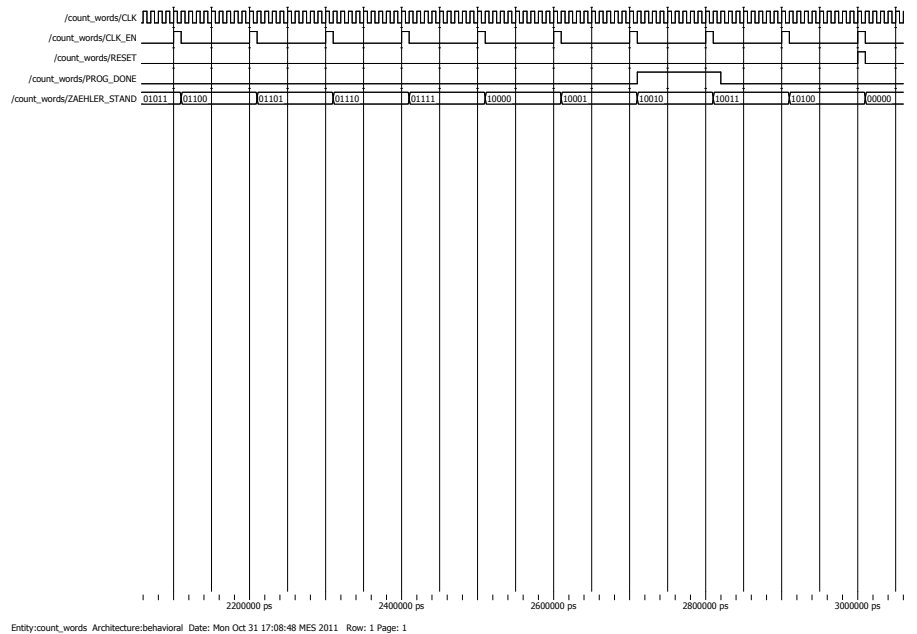 /count_words/CLK
/count_words/CLK_EN
/count_words/RESET
/count_words/PROG_DONE
/count_words/ZAEHLER_STAND 01011 01100 01101 01110 01111 10000 10001 10010 10011 10100 00000
2200000 ps 2400000 ps 2600000 ps 2800000 ps 3000000 ps
Entity:count_words Architecture:behavioral Date: Mon Oct 31 17:08:48 MES 2011 Row: 1 Page: 1